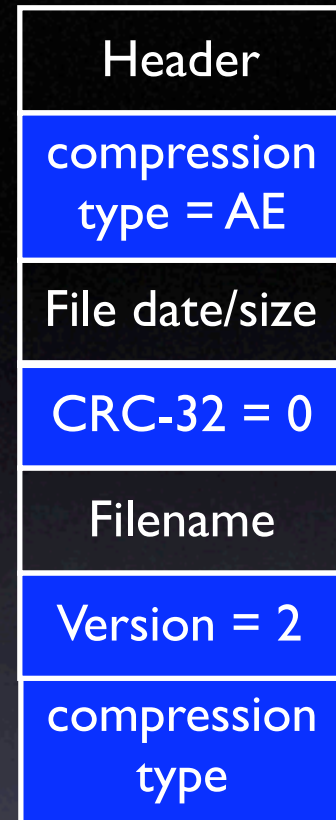 Header
compression
type = AE
File date/size
CRC-32 = 0
Filename
Version = 2
compression
type